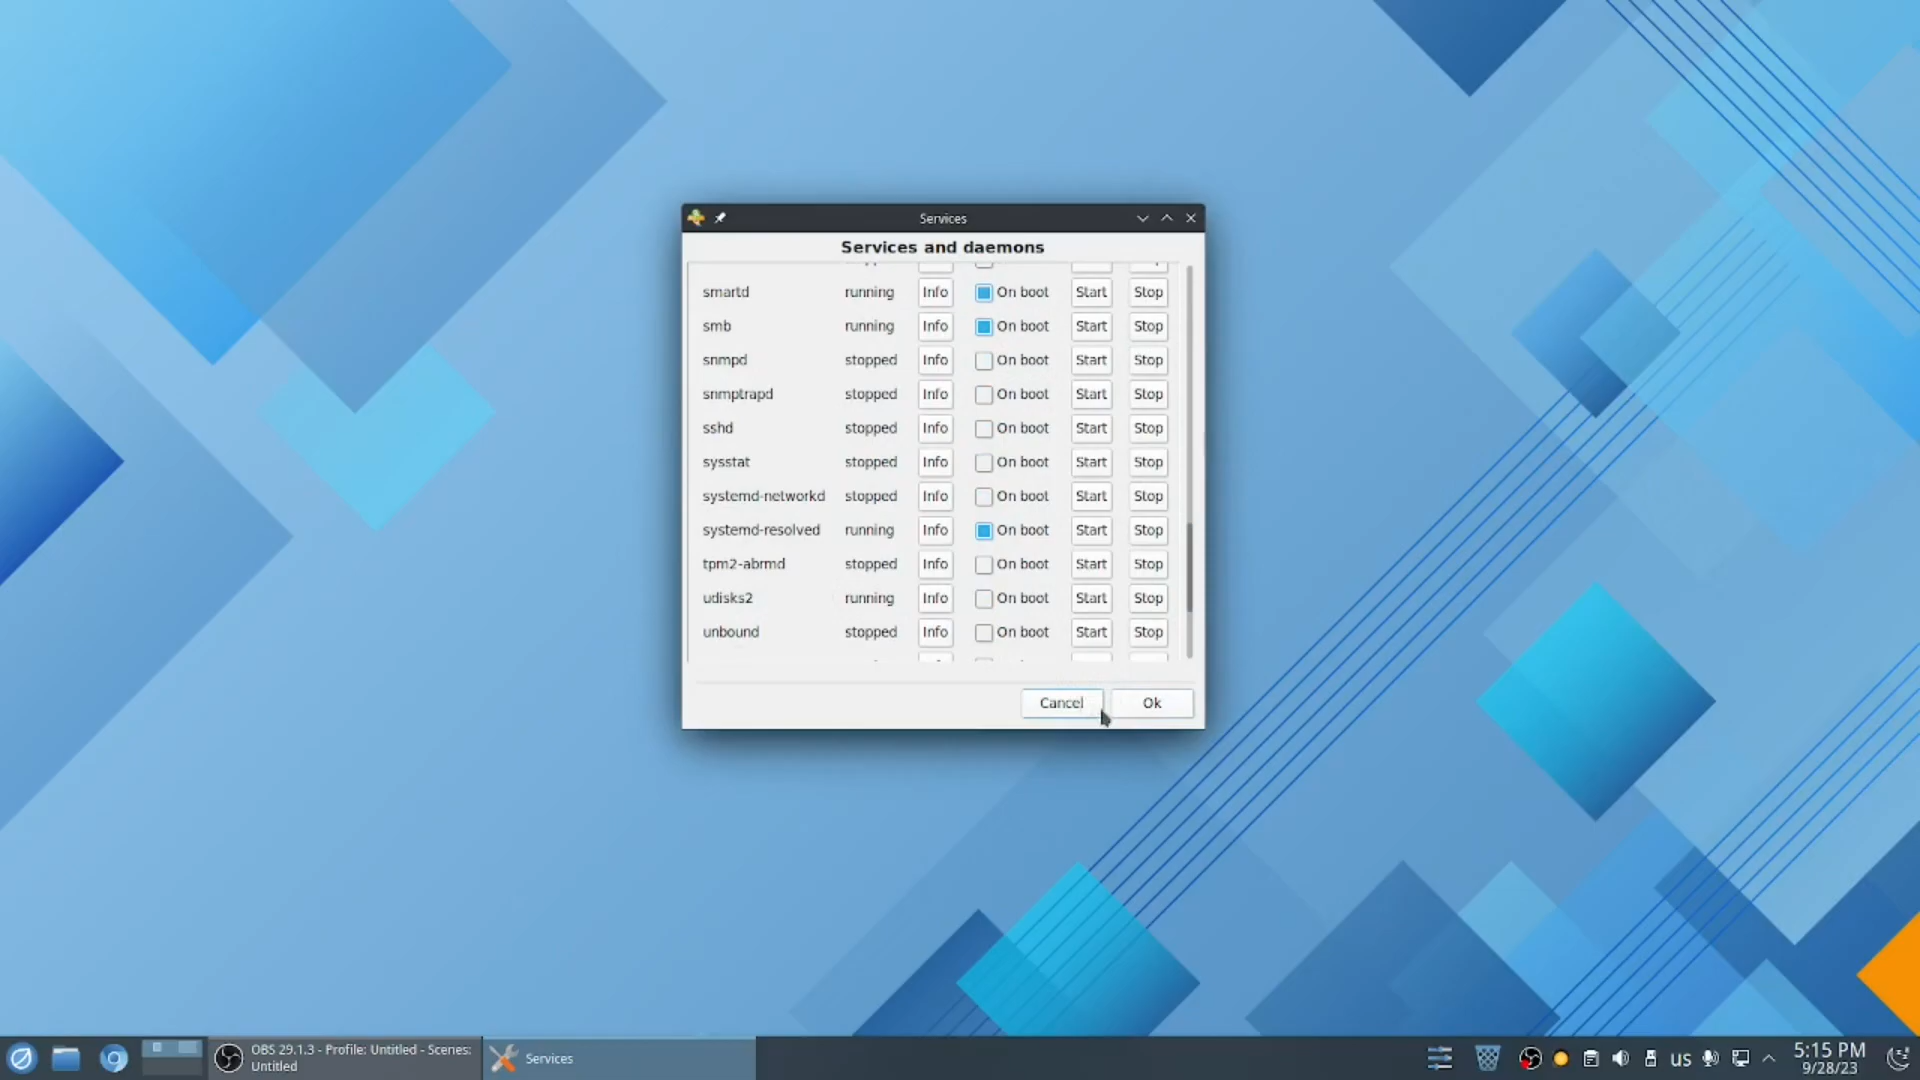 Services
Services and daemons
smartd running Info On boot Start Stop
smb running Info On boot Start Stop
snmpd stopped Info On boot Start Stop
snmptrapd stopped Info On boot Start Stop
sshd stopped Info On boot Start Stop
sysstat stopped Info On boot Start Stop
systemd-networkd stopped Info On boot Start Stop
systemd-resolved running Info On boot Start Stop
tpm2-abrmd stopped Info On boot Start Stop
udisks2 running Info On boot Start Stop
unbound stopped Info On boot Start Stop
Cancel Ok
OBS 29.1.3 - Profile: Untitled - Scenes:
Untitled
Services
us
5:15 PM
9/28/23